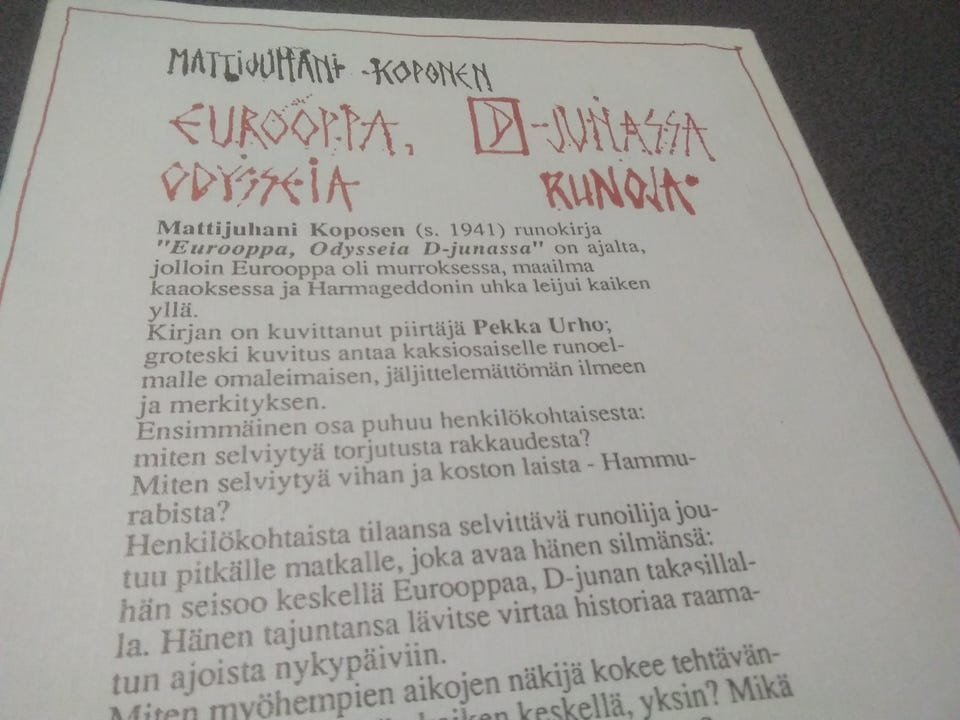 MATTIJUHANI KOPONEN
EUROOPPA, D-JUNASSA
ODYSSEIA RUNOJA
Mattijuhani Koposen (s. 1941) runokirja
"Eurooppa, Odysseia D-junassa" on ajalta,
jolloin Eurooppa oli murroksessa, maailma
kaaoksessa ja Harmageddonin uhka leijui kaiken
yllä.
Kirjan on kuvittanut piirtäjä Pekka Urho;
groteski kuvitus antaa kaksiosaiselle runoel-
malle omaleimaisen, jäljittelemättömän ilmeen
ja merkityksen.
Ensimmäinen osa puhuu henkilökohtaisesta:
miten selviytyä torjutusta rakkaudesta?
Miten selviytyä vihan ja koston laista - Hammu-
rabista?
Henkilökohtaista tilaansa selvittävä runoilija jou-
tuu pitkälle matkalle, joka avaa hänen silmänsä:
hän seisoo keskellä Eurooppaa, D-junan takasillal-
la. Hänen tajuntansa lävitse virtaa historiaa raama-
tun ajoista nykypäiviin.
Miten myöhempien aikojen näkijä kokee tehtävän-
kaiken keskellä, yksin? Mikä